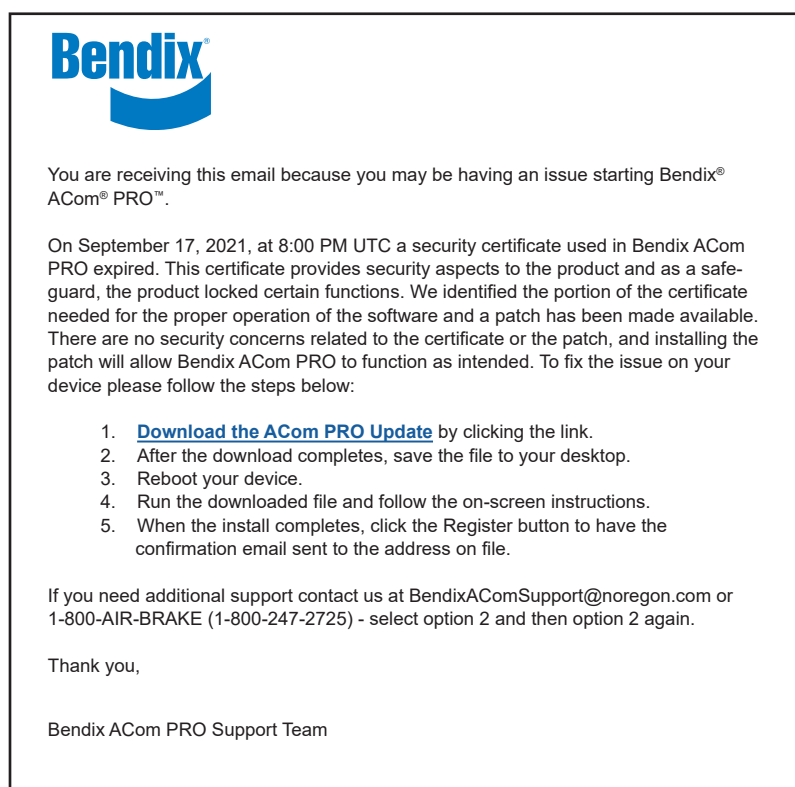 Bendix®
You are receiving this email because you may be having an issue starting Bendix®
ACom® PRO™.
On September 17, 2021, at 8:00 PM UTC a security certificate used in Bendix ACom
PRO expired. This certificate provides security aspects to the product and as a safe-
guard, the product locked certain functions. We identified the portion of the certificate
needed for the proper operation of the software and a patch has been made available.
There are no security concerns related to the certificate or the patch, and installing the
patch will allow Bendix ACom PRO to function as intended. To fix the issue on your
device please follow the steps below:
1. Download the ACom PRO Update by clicking the link.
2. After the download completes, save the file to your desktop.
3. Reboot your device.
4. Run the downloaded file and follow the on-screen instructions.
5. When the install completes, click the Register button to have the
confirmation email sent to the address on file.
If you need additional support contact us at BendixAComSupport@noregon.com or
1-800-AIR-BRAKE (1-800-247-2725) - select option 2 and then option 2 again.
Thank you,
Bendix ACom PRO Support Team